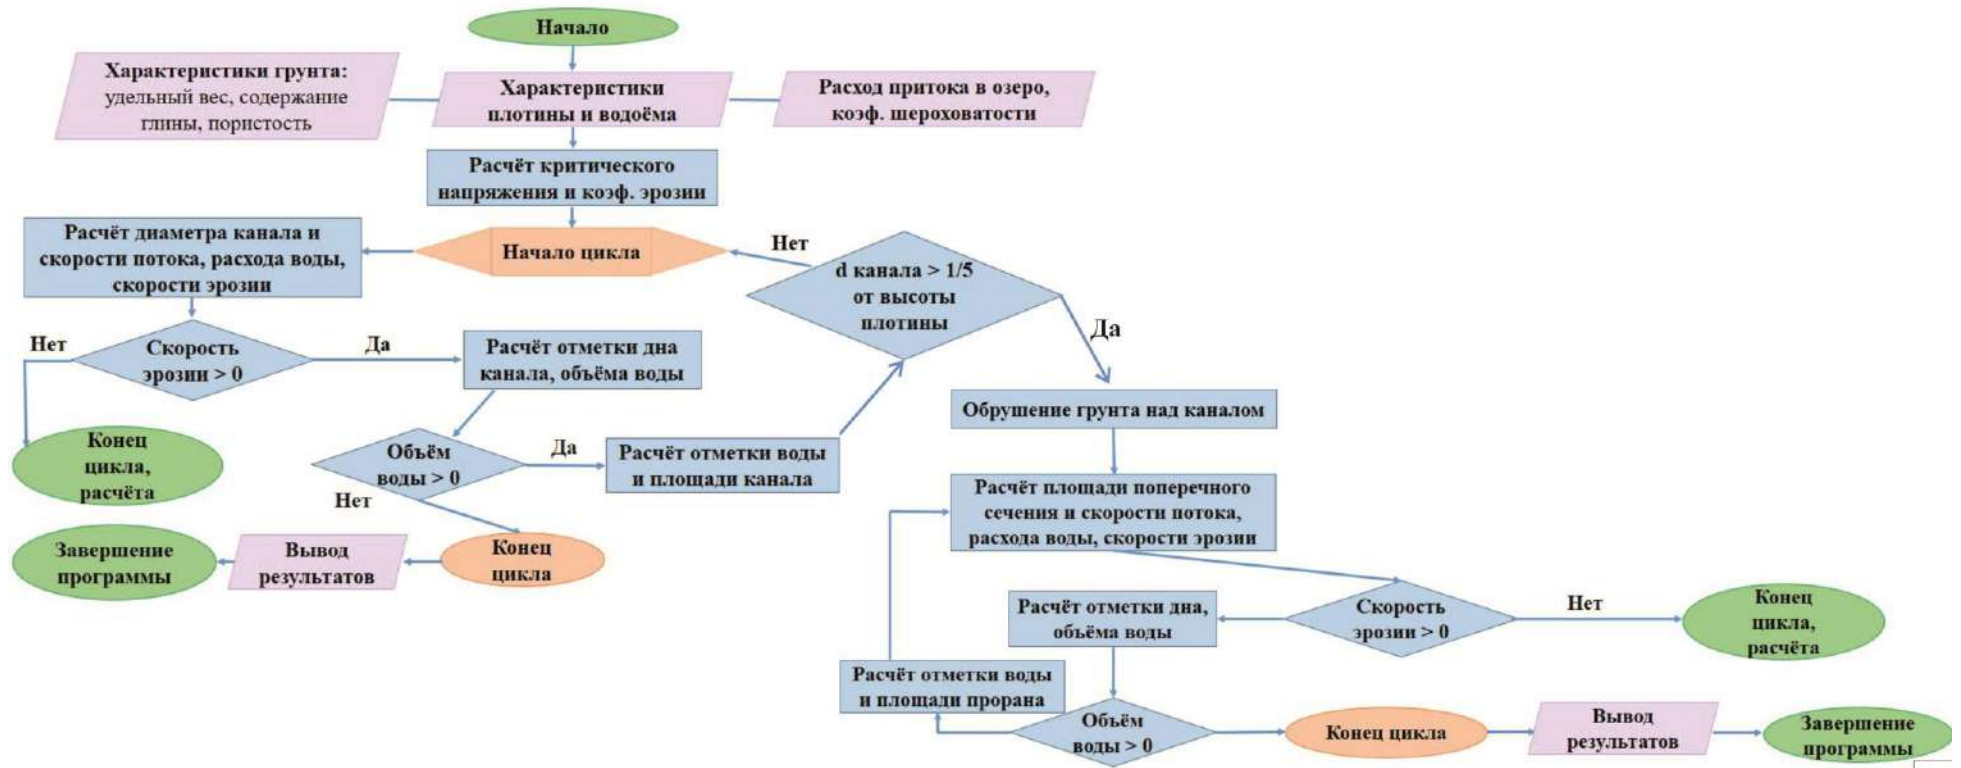 Начало
Характеристики грунта:
удельный вес, содержание
глины, пористость
Характеристики
плотины и водоёма
Расход притока в озеро,
коэф. шероховатости
Расчёт критического
напряжения и коэф. эрозии
Начало цикла
Расчёт диаметра канала и
скорости потока, расхода воды,
скорости эрозии
Нет
d канала > 1/5
от высоты
плотины
Да
Нет
Скорость
эрозии > 0
Да
Расчёт отметки дна
канала, объёма воды
Конец
цикла,
расчёта
Объём
воды > 0
Да
Расчёт отметки воды
и площади канала
Нет
Конец
цикла
Вывод
результатов
Завершение
программы
Обрушение грунта над каналом
Расчёт площади поперечного
сечения и скорости потока,
расхода воды, скорости эрозии
Скорость
эрозии > 0
Нет
Конец
цикла,
расчёта
Расчёт отметки дна,
объёма воды
Расчёт отметки воды
и площади прорана
Объём
воды > 0
Конец цикла
Вывод
результатов
Завершение
программы